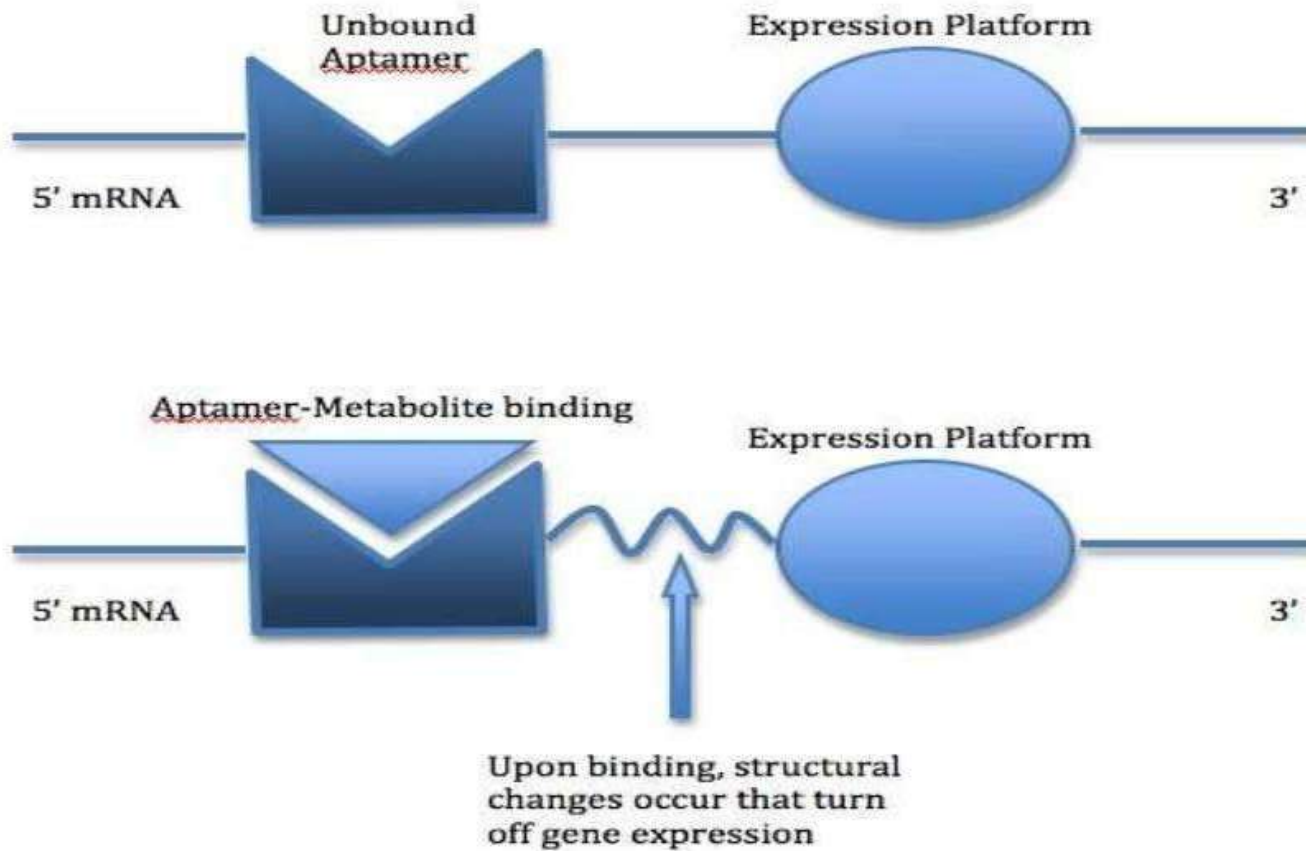 Unbound
Aptamer
Expression Platform
5’ mRNA
3’
Aptamer-Metabolite binding
Expression Platform
5’ mRNA
3’
Upon binding, structural
changes occur that turn
off gene expression